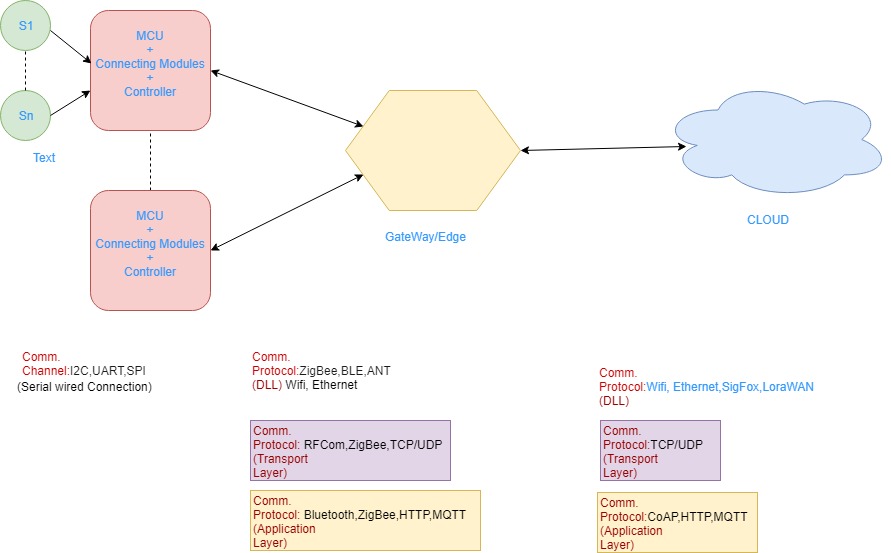 S1
Sn
Text
MCU
+
Connecting Modules
+
Controller
MCU
+
Connecting Modules
+
Controller
GateWay/Edge
CLOUD
Comm.
Channel:I2C,UART,SPI
(Serial wired Connection)
Comm.
Protocol:ZigBee,BLE,ANT
(DLL) Wifi, Ethernet
Comm.
Protocol: RFCom,ZigBee,TCP/UDP
(Transport
Layer)
Comm.
Protocol: Bluetooth,ZigBee,HTTP,MQTT
(Application
Layer)
Comm.
Protocol:Wifi, Ethernet,SigFox,LoraWAN
(DLL)
Comm.
Protocol:TCP/UDP
(Transport
Layer)
Comm.
Protocol:CoAP,HTTP,MQTT
(Application
Layer)